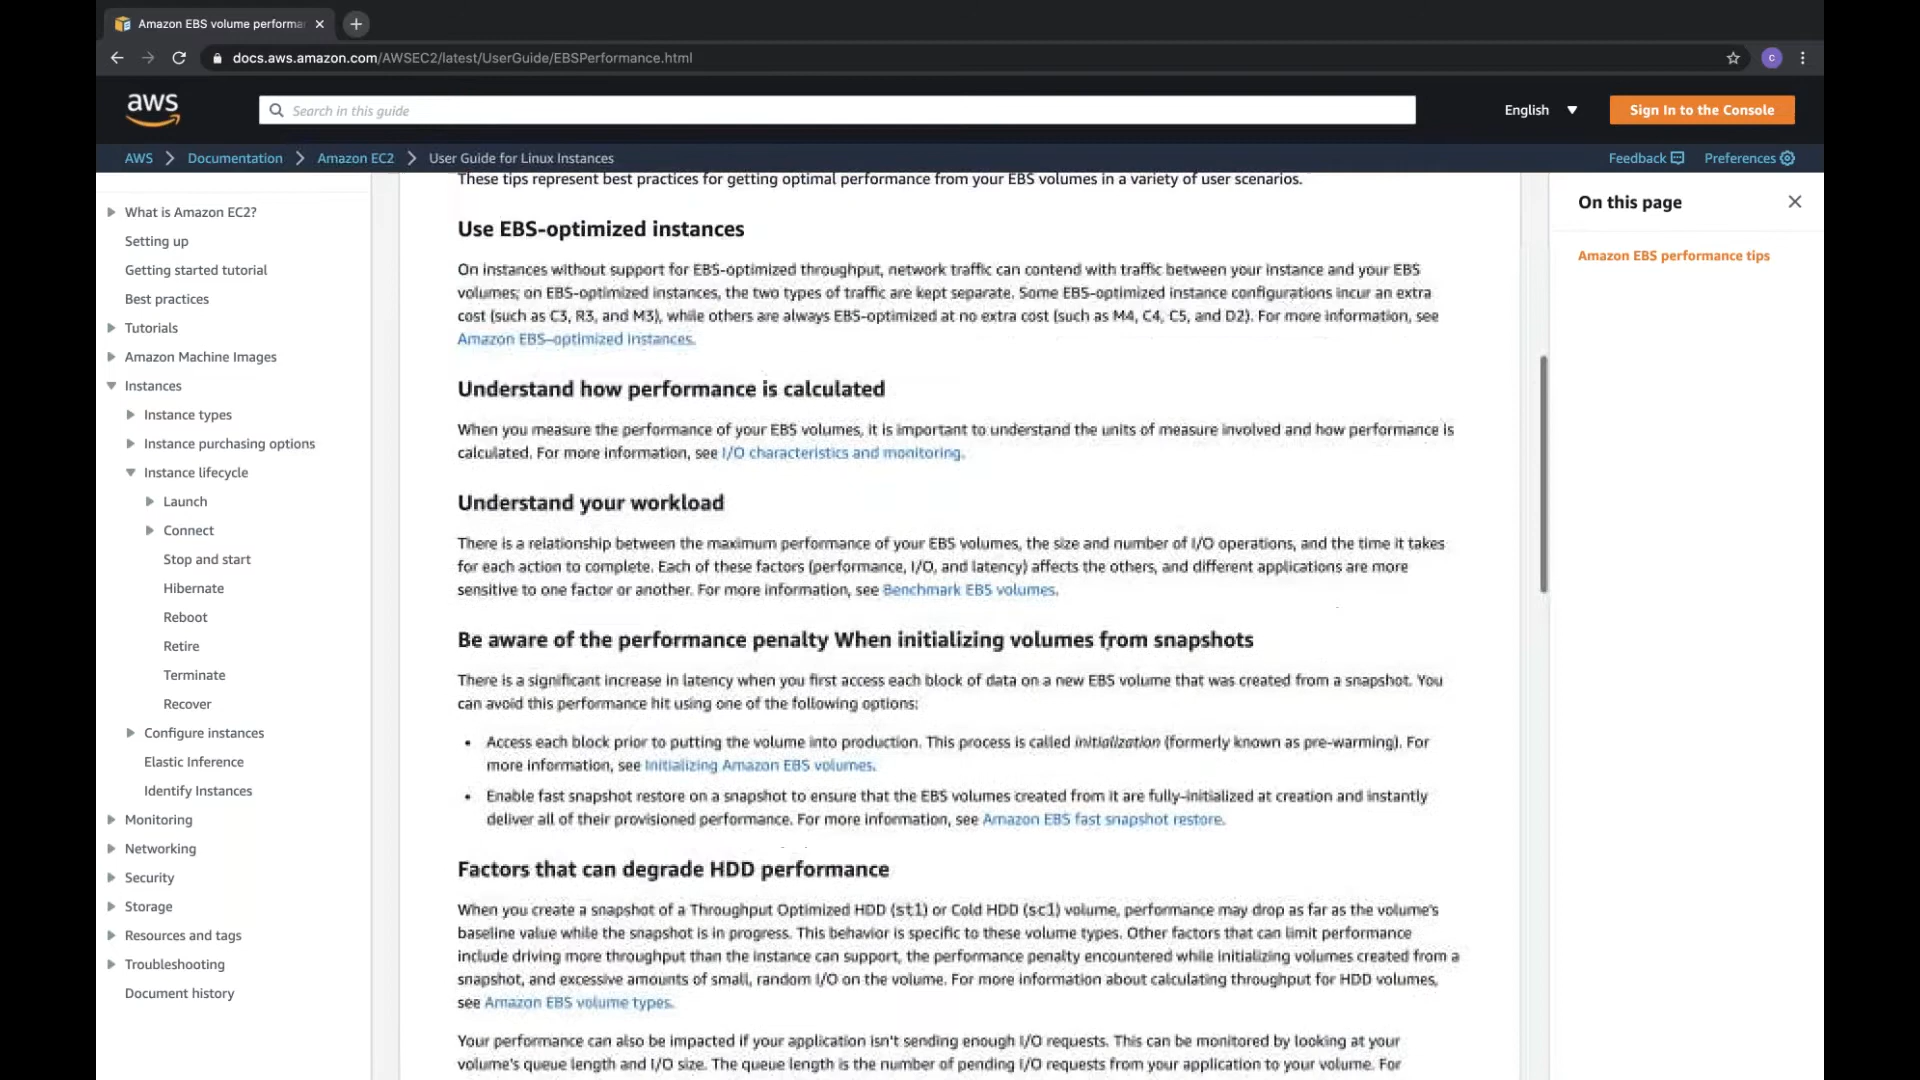 Amazon EBS volume performa
docs.aws.amazon.com/AWSEC2/latest/UserGuide/EBSPerformance.html
C
aws
Search in this guide
English
Sign In to the Console
AWS
Documentation
Amazon EC2
User Guide for Linux Instances
Feedback
Preferences
What is Amazon EC2?
Setting up
Getting started tutorial
Best practices
Tutorials
Amazon Machine Images
Instances
Instance types
Instance purchasing options
Instance lifecycle
Launch
Connect
Stop and start
Hibernate
Reboot
Retire
Terminate
Recover
Configure instances
Elastic Inference
Identify Instances
Monitoring
Networking
Security
Storage
Resources and tags
Troubleshooting
Document history
These tips represent best practices for getting optimal performance from your EBS volumes in a variety of user scenarios.
Use EBS-optimized instances
On instances without support for EBS-optimized throughput, network traffic can contend with traffic between your instance and your EBS
volumes; on EBS-optimized instances, the two types of traffic are kept separate. Some EBS-optimized instance configurations incur an extra
cost (such as C3, R3, and M3), while others are always EBS-optimized at no extra cost (such as M4, C4, C5, and D2). For more information, see
Amazon EBS–optimized instances.
Understand how performance is calculated
When you measure the performance of your EBS volumes, it is important to understand the units of measure involved and how performance is
calculated. For more information, see I/O characteristics and monitoring.
Understand your workload
There is a relationship between the maximum performance of your EBS volumes, the size and number of I/O operations, and the time it takes
for each action to complete. Each of these factors (performance, I/O, and latency) affects the others, and different applications are more
sensitive to one factor or another. For more information, see Benchmark EBS volumes.
Be aware of the performance penalty When initializing volumes from snapshots
There is a significant increase in latency when you first access each block of data on a new EBS volume that was created from a snapshot. You
can avoid this performance hit using one of the following options:
• Access each block prior to putting the volume into production. This process is called initialization (formerly known as pre-warming). For
more information, see Initializing Amazon EBS volumes.
• Enable fast snapshot restore on a snapshot to ensure that the EBS volumes created from it are fully-initialized at creation and instantly
deliver all of their provisioned performance. For more information, see Amazon EBS fast snapshot restore.
Factors that can degrade HDD performance
When you create a snapshot of a Throughput Optimized HDD (st1) or Cold HDD (sc1) volume, performance may drop as far as the volume's
baseline value while the snapshot is in progress. This behavior is specific to these volume types. Other factors that can limit performance
include driving more throughput than the instance can support, the performance penalty encountered while initializing volumes created from a
snapshot, and excessive amounts of small, random I/O on the volume. For more information about calculating throughput for HDD volumes,
see Amazon EBS volume types.
Your performance can also be impacted if your application isn't sending enough I/O requests. This can be monitored by looking at your
volume's queue length and I/O size. The queue length is the number of pending I/O requests from your application to your volume. For
On this page
Amazon EBS performance tips